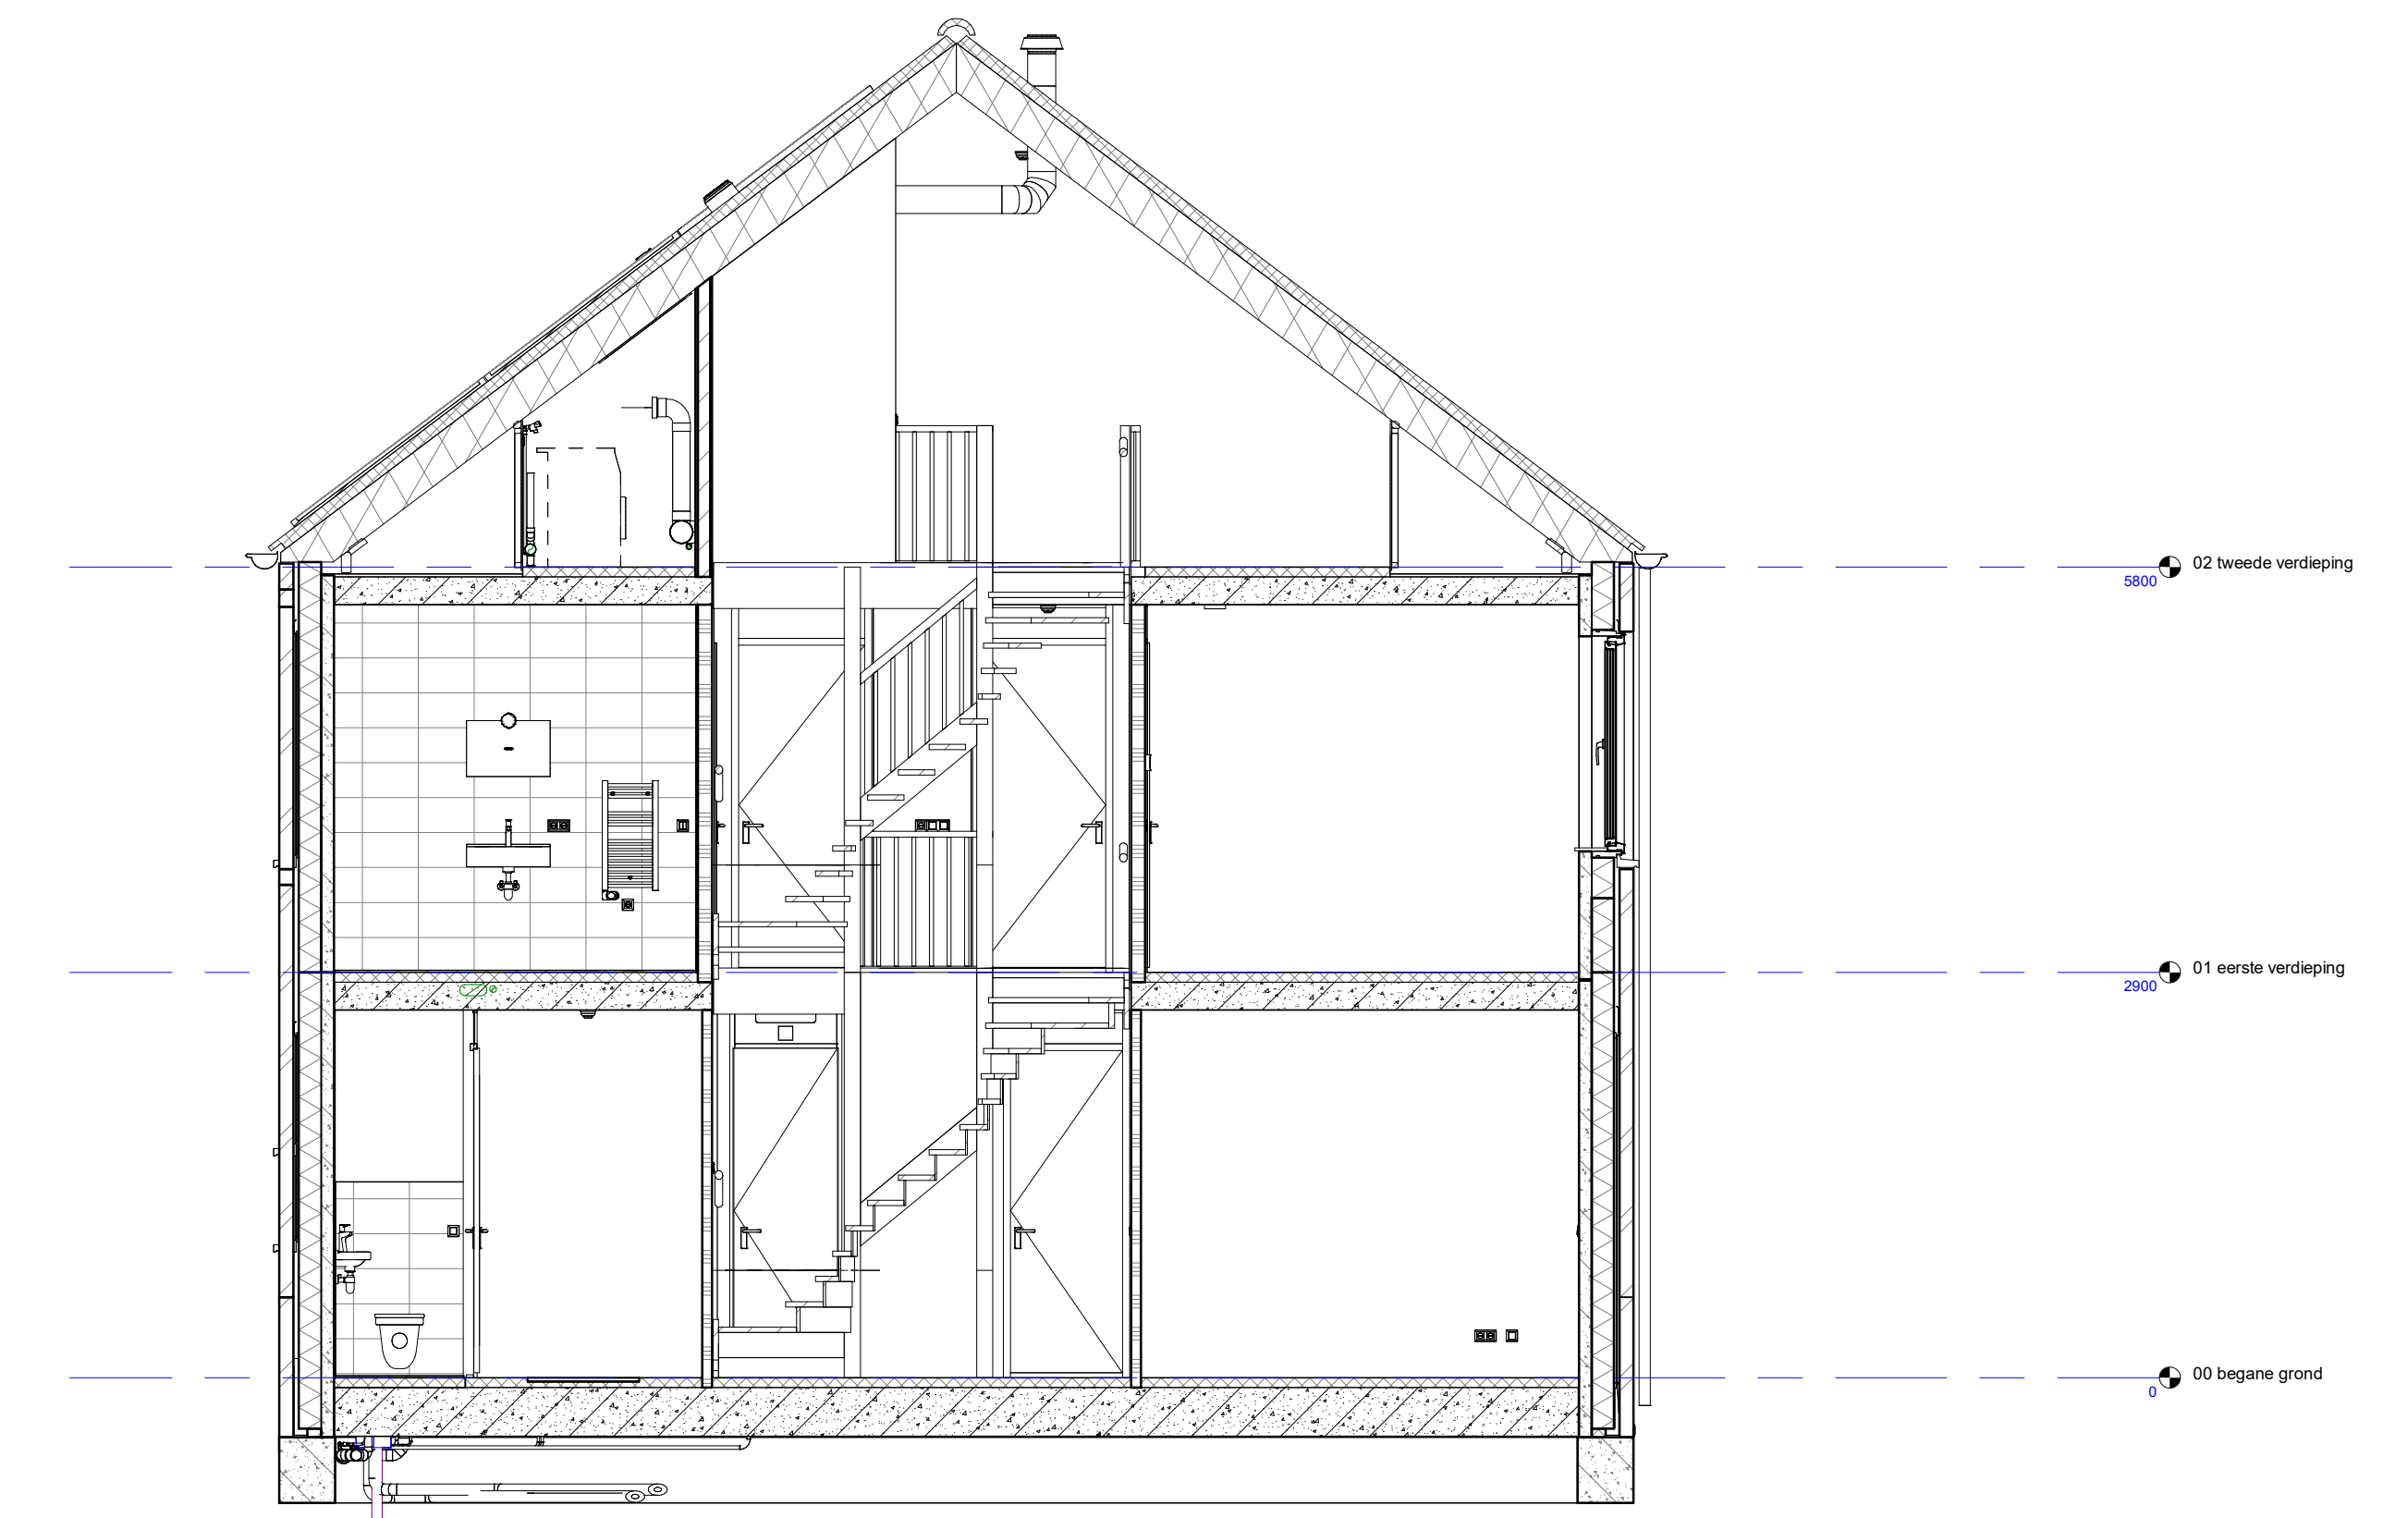 02 tweede verdieping
5800
01 eerste verdieping
2900
00 begane grond
0